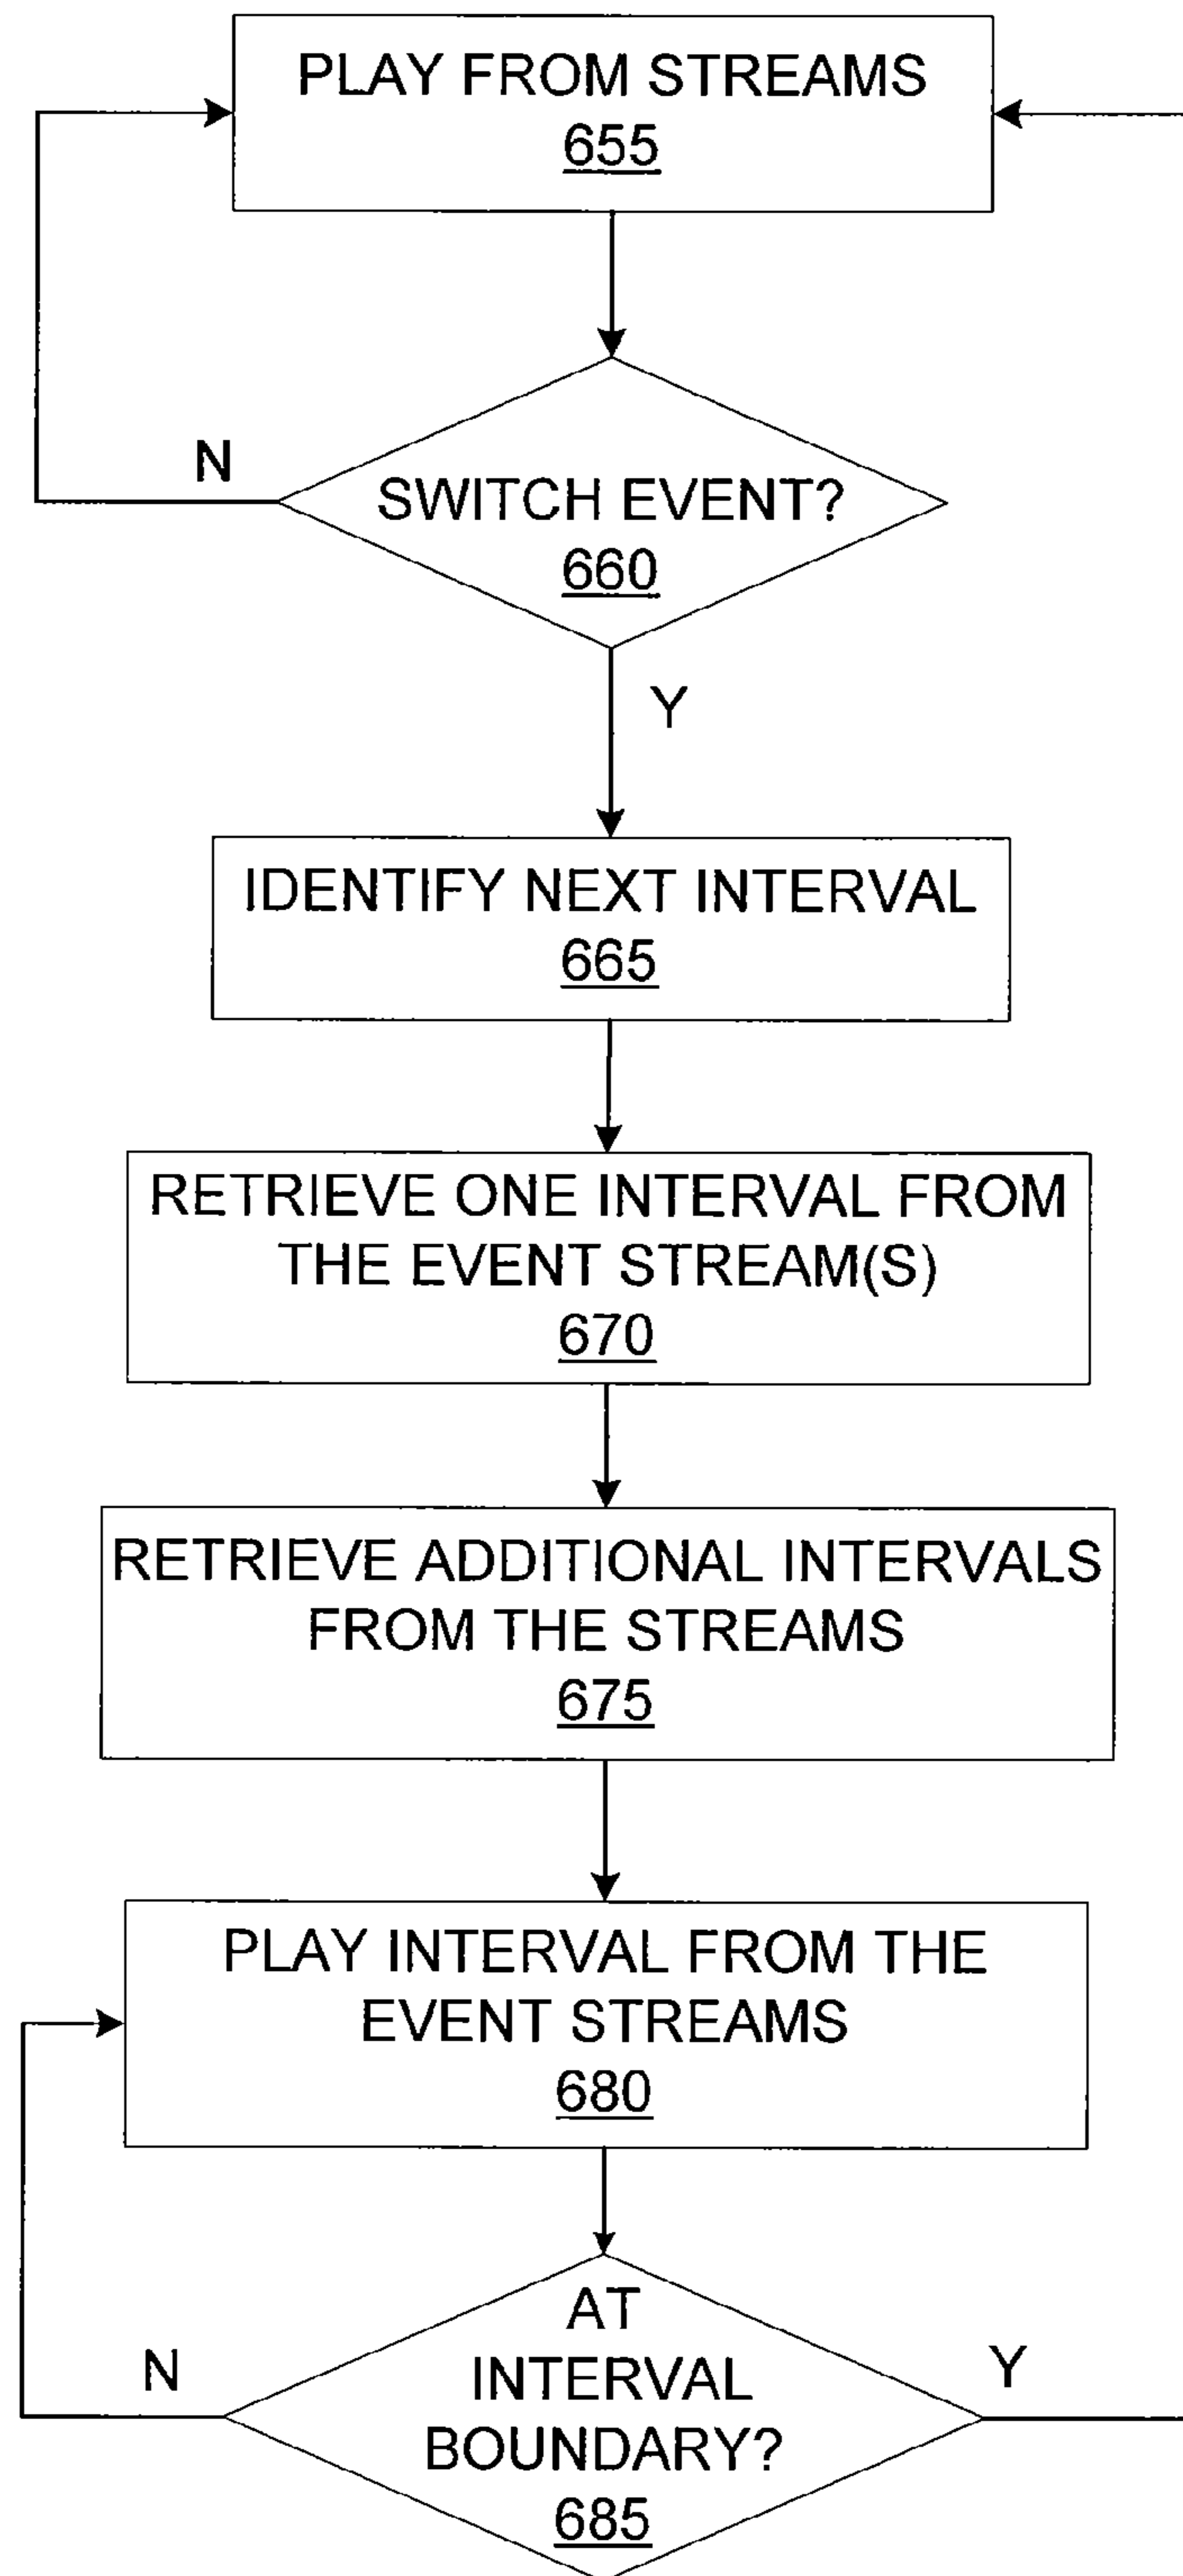 PLAY FROM STREAMS
655
N
SWITCH EVENT?
660
Y
IDENTIFY NEXT INTERVAL
665
RETRIEVE ONE INTERVAL FROM
THE EVENT STREAM(S)
670
RETRIEVE ADDITIONAL INTERVALS
FROM THE STREAMS
675
PLAY INTERVAL FROM THE
EVENT STREAMS
680
AT
N
INTERVAL
Y
BOUNDARY?
685